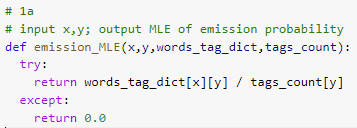 # 1a
# input x,y; output MLE of emission probability
def emission_MLE(x,y,words_tag_dict,tags_count):
  try:
    return words_tag_dict[x][y] / tags_count[y]
  except:
    return 0.0